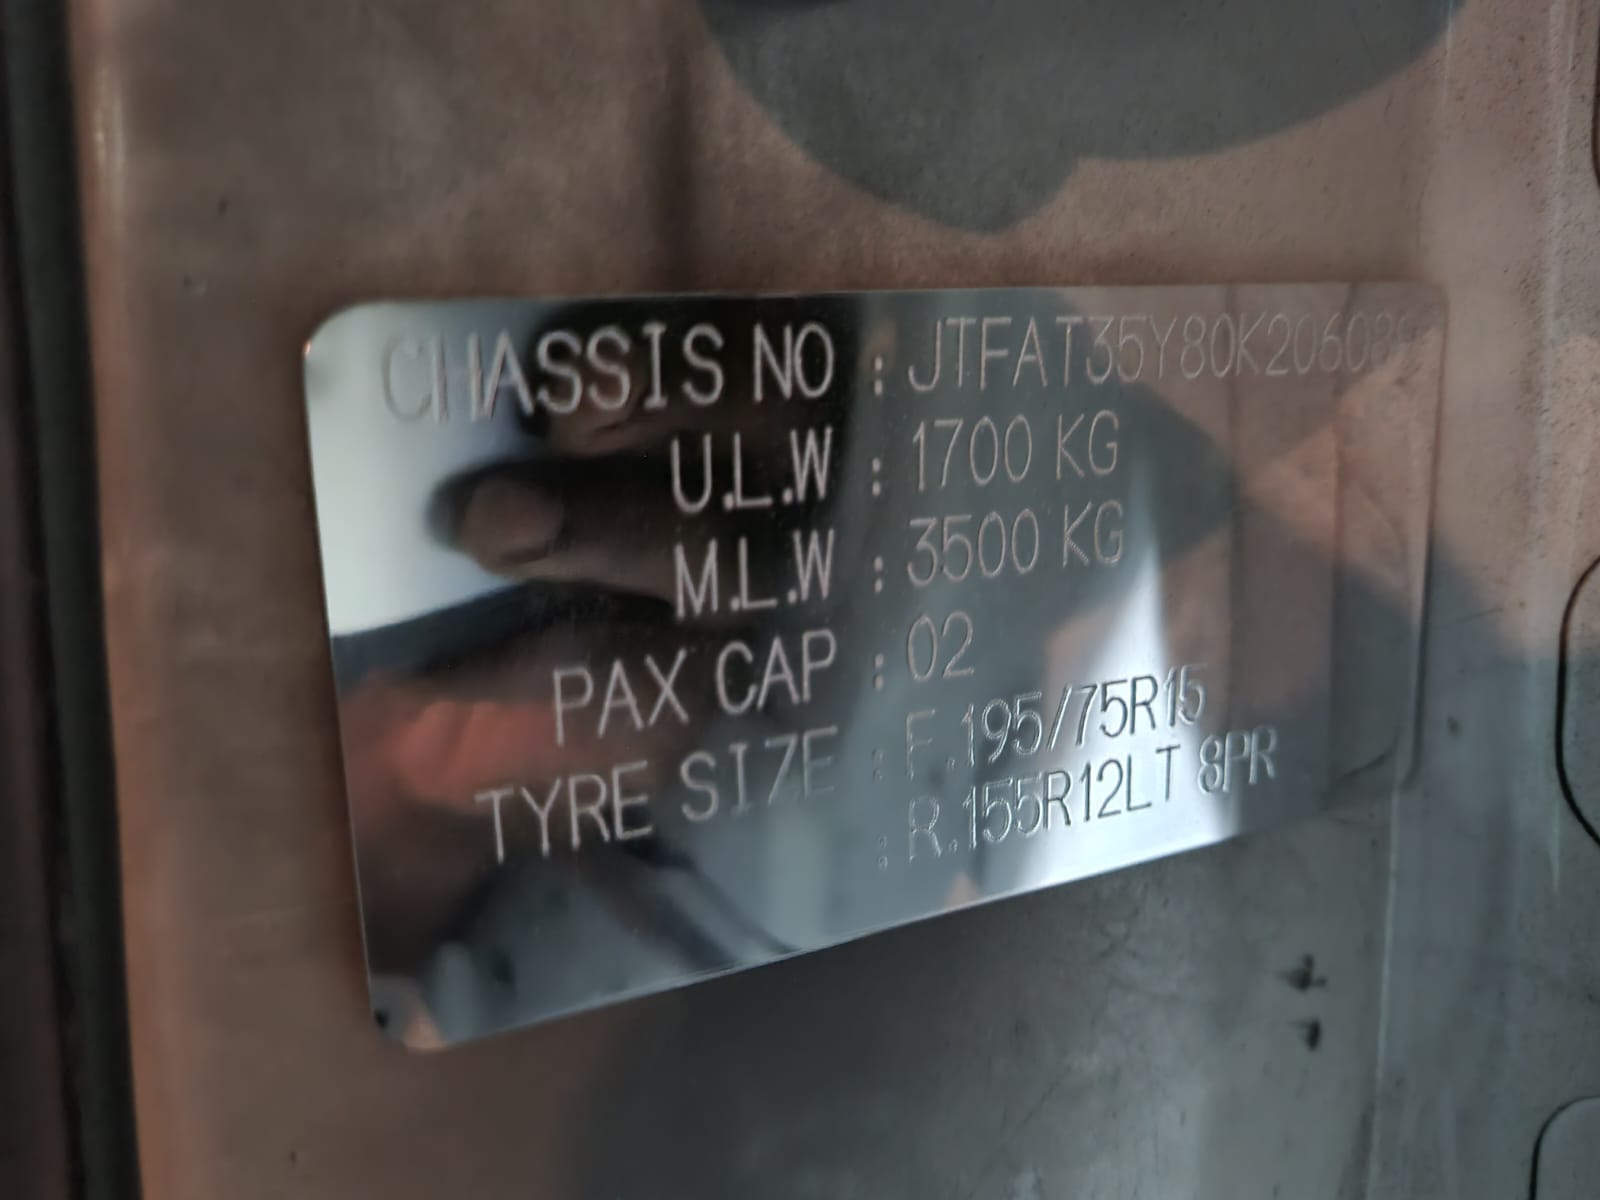 CHASSIS NO :
U.L.W : 1700 KG
M.L.W : 3500 KG
PAX CAP : 02
TYRE SIZE : F.195/75R15
: R.155R12LT 8PR